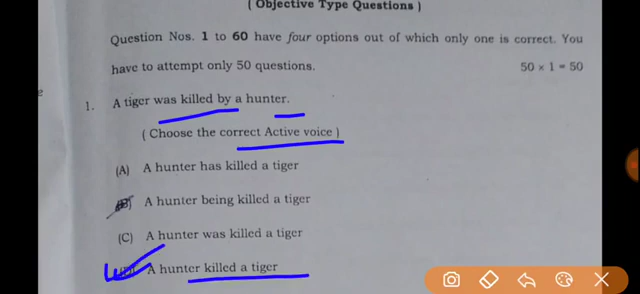 ( Objective Type Questions )
Question Nos. 1 to 60 have four options out of which only one is correct. You
have to attempt only 50 questions. 50 × 1 = 50
1. A tiger was killed by a hunter.
( Choose the correct Active voice )
(A) A hunter has killed a tiger
A hunter being killed a tiger
(C) A hunter was killed a tiger
A hunter killed a tiger